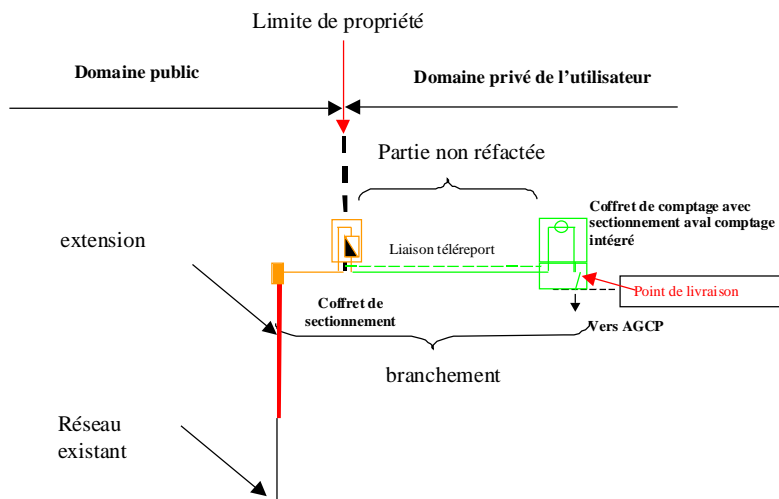 Limite de propriété
Domaine public
Domaine privé de l’utilisateur
Partie non réfactée
Coffret de comptage avec
sectionnement aval comptage
intégré
extension
Liaison téléreport
Point de livraison
Coffret de
sectionnement
Vers AGCP
branchement
Réseau
existant